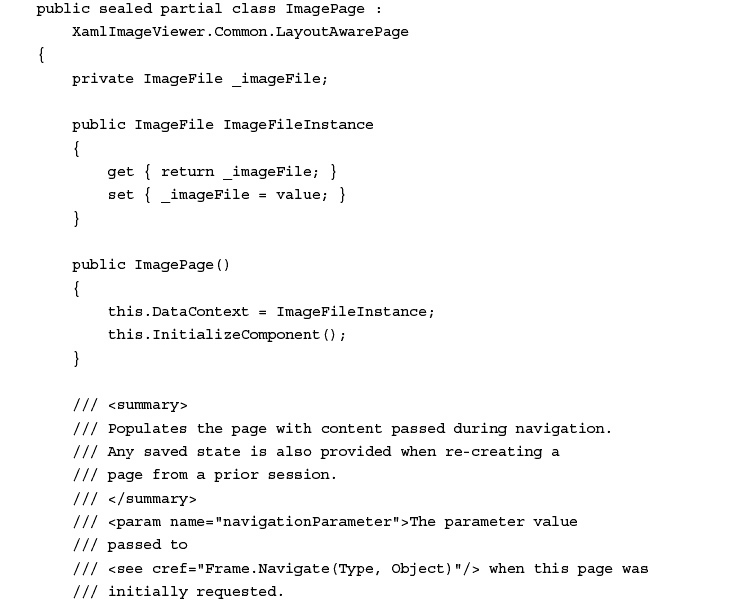 public sealed partial class ImagePage :
XamlImageViewer.Common.LayoutAwarePage
{
private ImageFile _imageFile;
public ImageFile ImageFileInstance
{
get { return _imageFile; }
set { _imageFile = value; }
}
public ImagePage()
{
this.DataContext = ImageFileInstance;
this.InitializeComponent();
}
/// <summary>
/// Populates the page with content passed during navigation.
/// Any saved state is also provided when re-creating a
/// page from a prior session.
/// </summary>
/// <param name="navigationParameter">The parameter value
/// passed to
/// <see cref="Frame.Navigate(Type, Object)"/> when this page was
/// initially requested.